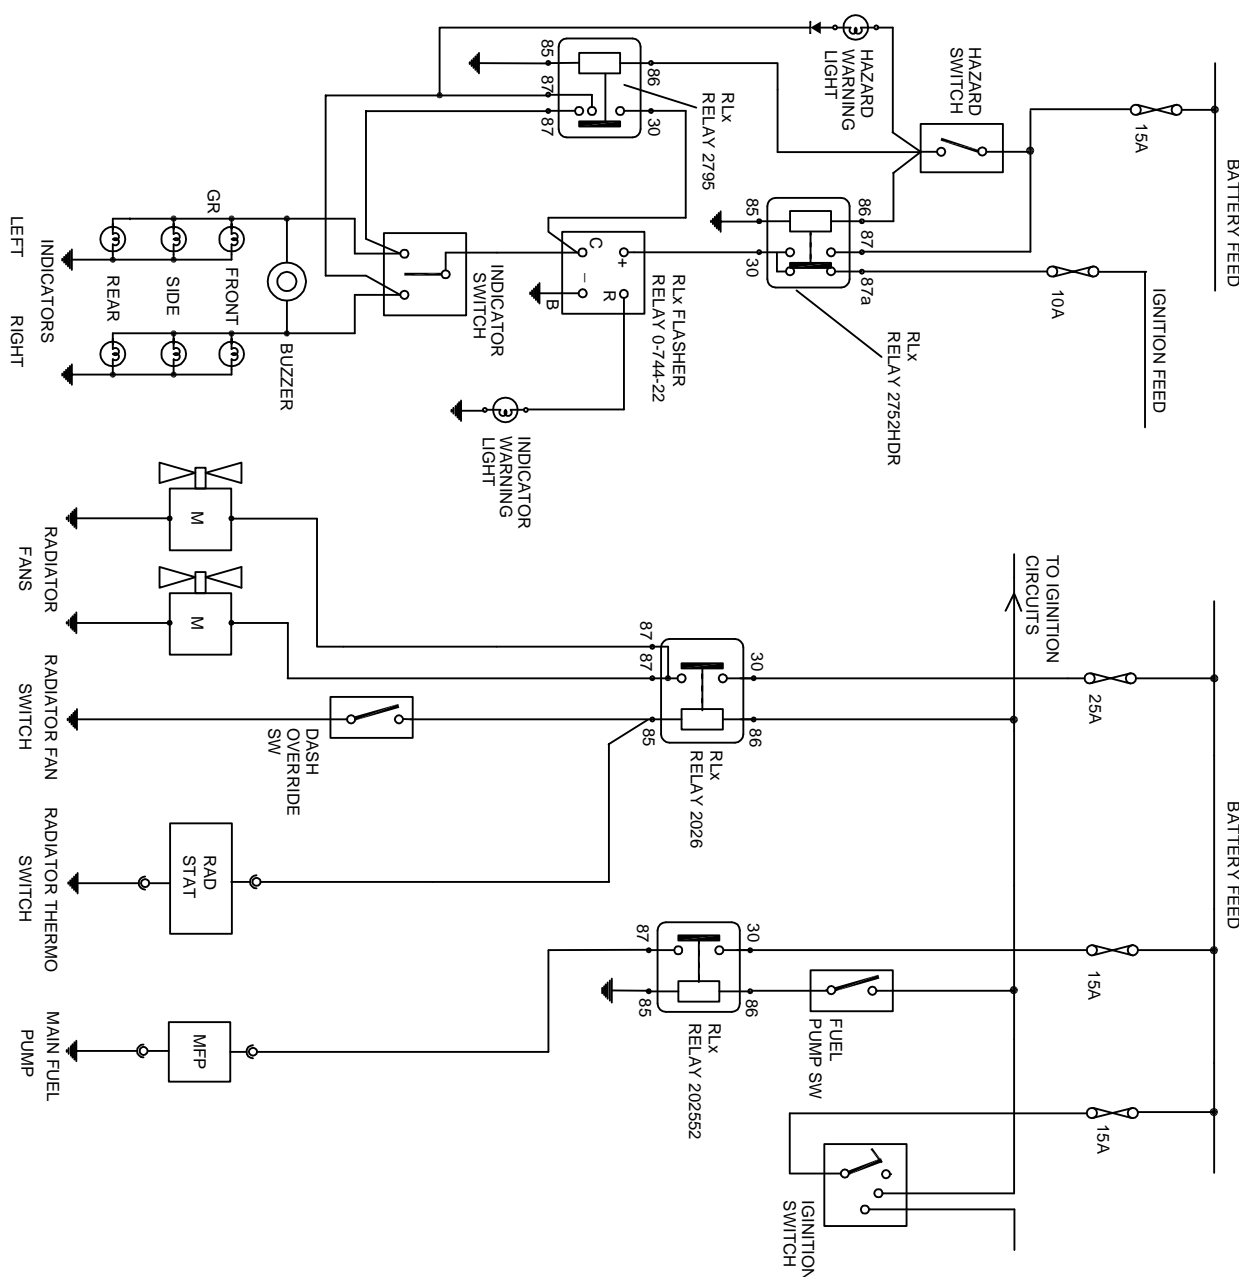 BATTERY FEED
15A
IGNITION FEED
10A
HAZARD
SWITCH
HAZARD
WARNING
LIGHT
RLx
RELAY 2752HDR
86
87
87a
85
30
RLx
RELAY 2795
85
87
87
86
30
RLx FLASHER
RELAY 0-744-22
C
+
–
R
B
INDICATOR
SWITCH
INDICATOR
WARNING
LIGHT
BUZZER
GR
FRONT
SIDE
REAR
INDICATORS
LEFT
RIGHT
BATTERY FEED
25A
15A
15A
TO IGINITION
CIRCUITS
RLx
RELAY 2026
30
86
87
87
85
M
M
RADIATOR
FANS
DASH
OVERRIDE
SW
RADIATOR FAN
SWITCH
RAD
STAT
RADIATOR THERMO
SWITCH
RLx
RELAY 202552
30
86
87
85
FUEL
PUMP SW
MFP
MAIN FUEL
PUMP
IGINITION
SWITCH